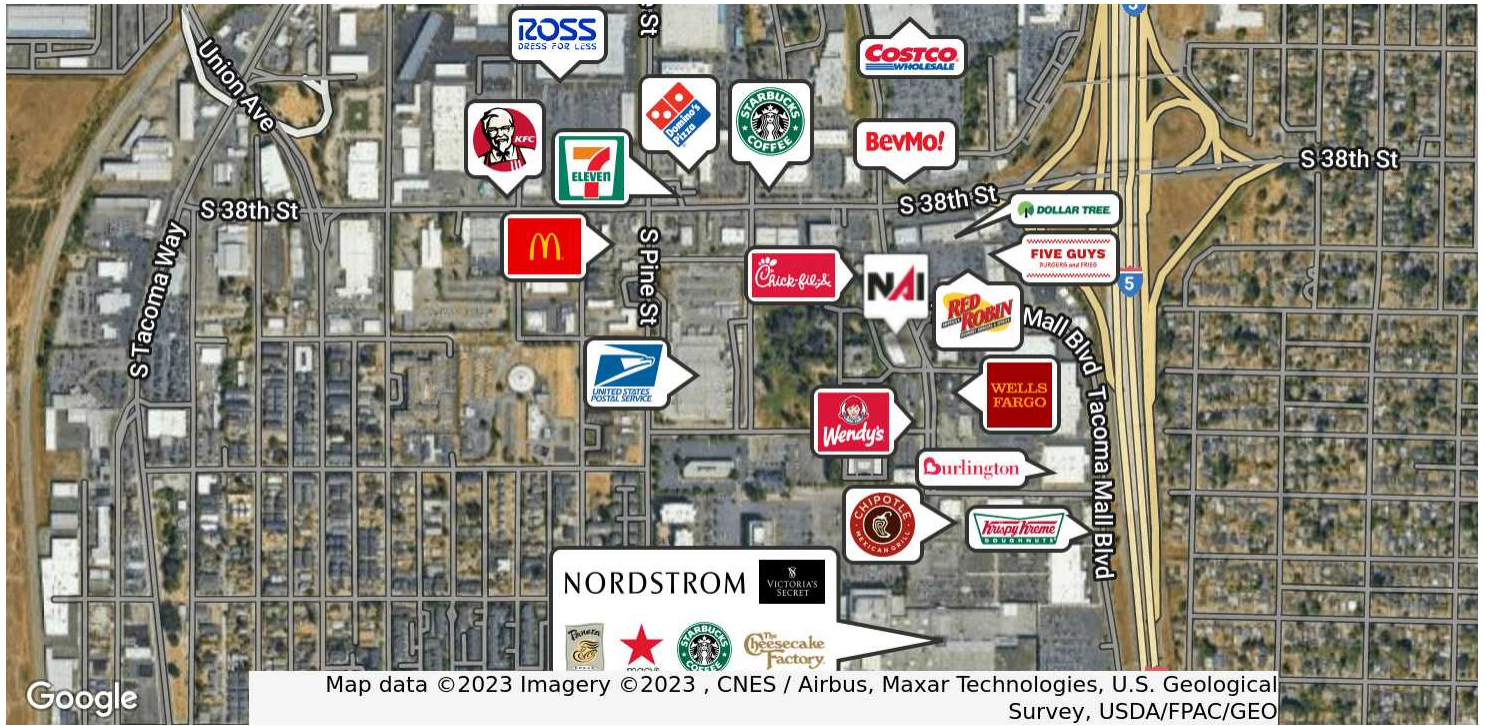 5
e St
ROSS
DRESS FOR LESS
COSTCO
WHOLESALE
Union Ave
KFC
Domino's
Pizza
STARBUCKS
COFFEE
BevMo!
7
ELEVEN
S 38th St
S 38th St
S 38th St
DOLLAR TREE
M
FIVE GUYS
BURGERS and FRIES
S Tacoma Way
S Pine St
Chick-fil-A
NAI
5
RED
ROBIN
Mall Blvd
UNITED STATES
POSTAL SERVICE
WELLS
FARGO
Tacoma Mall Blvd
Wendy's
Burlington
CHIPOTLE
MEXICAN GRILL
Krispy Kreme
DOUGHNUTS
NORDSTROM
VICTORIA'S
SECRET
Panera
STARBUCKS
COFFEE
The
Cheesecake
Factory
macy's
Google
Map data ©2023 Imagery ©2023 , CNES / Airbus, Maxar Technologies, U.S. Geological
Survey, USDA/FPAC/GEO